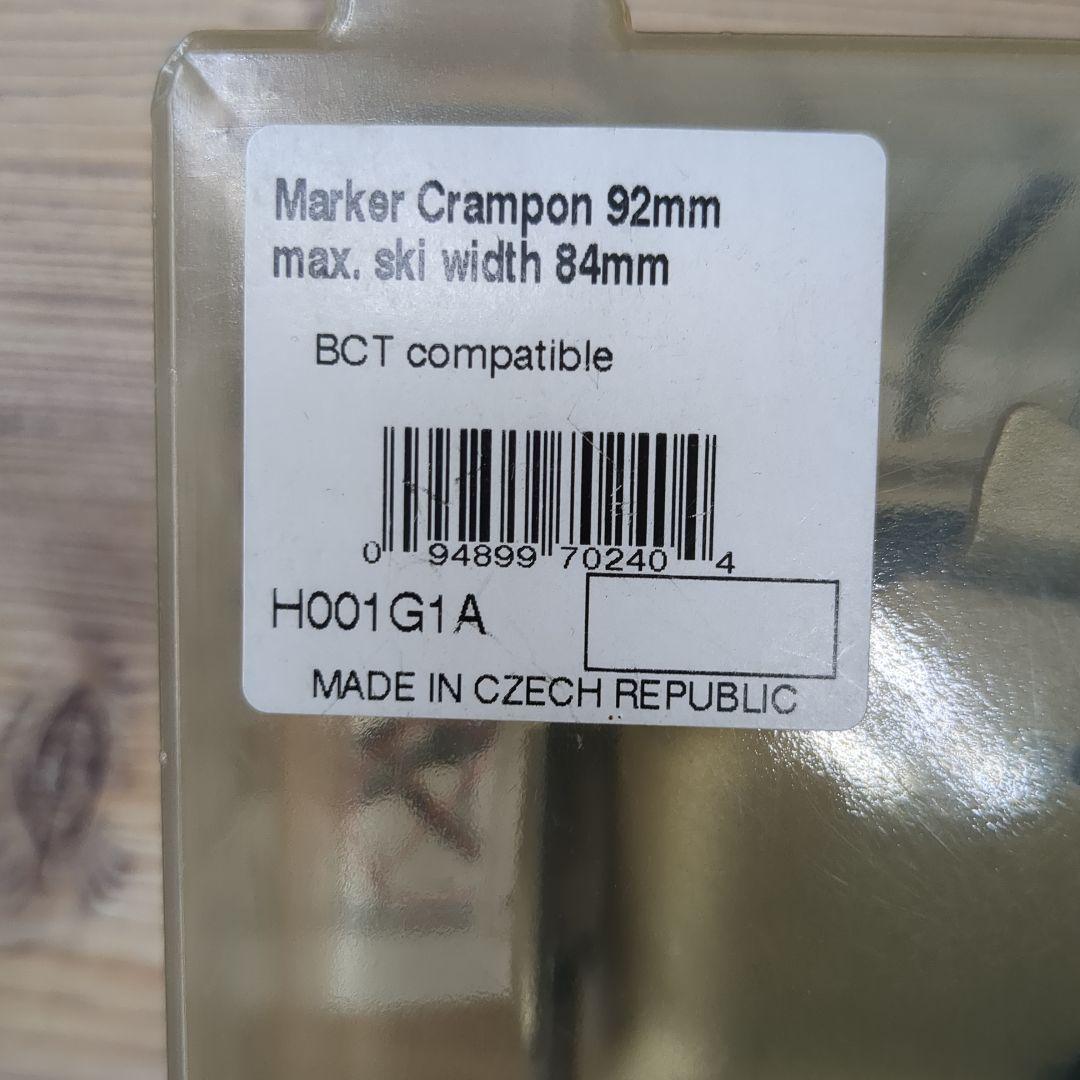 Marker Crampon 92mm
max. ski width 84mm
BCT compatible
0 94899 70240 4
H001G1A
MADE IN CZECH REPUBLIC